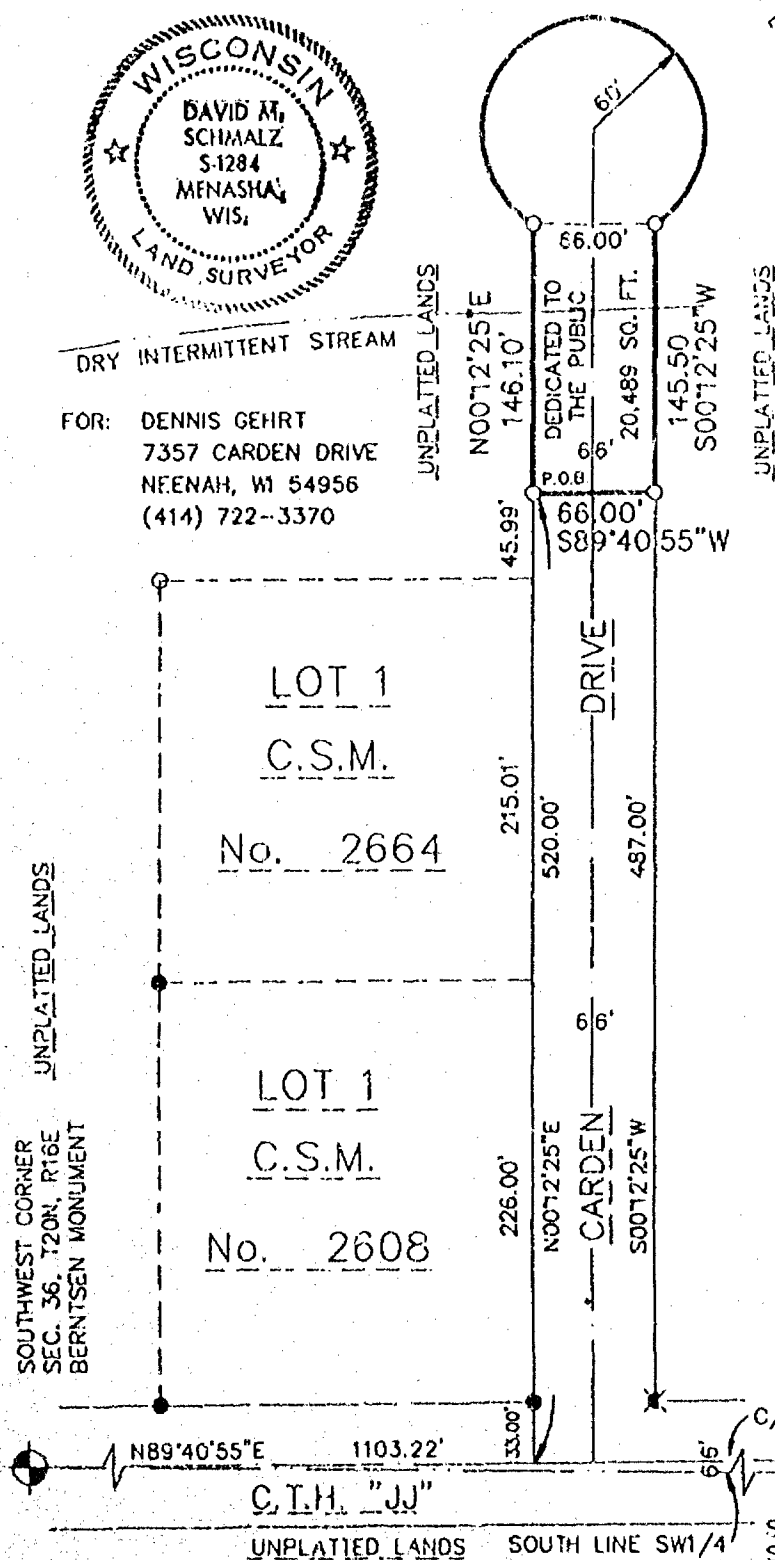 WISCONSIN
DAVID M.
SCHMALZ
S-1284
MENASHA,
WIS.
LAND SURVEYOR
60'
66.00'
DRY INTERMITTENT STREAM
UNPLATTED LANDS
N00°12'25"E
146.10'
DEDICATED TO
THE PUBLIC
20,489 SQ. FT.
145.50
S00°12'25"W
UNPLATTED LANDS
FOR: DENNIS GEHRT
7357 CARDEN DRIVE
NEENAH, WI 54956
(414) 722-3370
66'
P.O.B.
66.00'
S89°40'55"W
45.99'
LOT 1
C.S.M.
No. 2664
215.01'
520.00'
DRIVE
487.00'
UNPLATTED LANDS
66'
LOT 1
C.S.M.
No. 2608
226.00'
N00°12'25"E
CARDEN
S00°12'25"W
SOUTHWEST CORNER
SEC. 36, T20N, R16E
BERNTSEN MONUMENT
33.00'
N89°40'55"E 1103.22'
C/
66'
C.T.H. "JJ"
UNPLATTED LANDS SOUTH LINE SW1/4